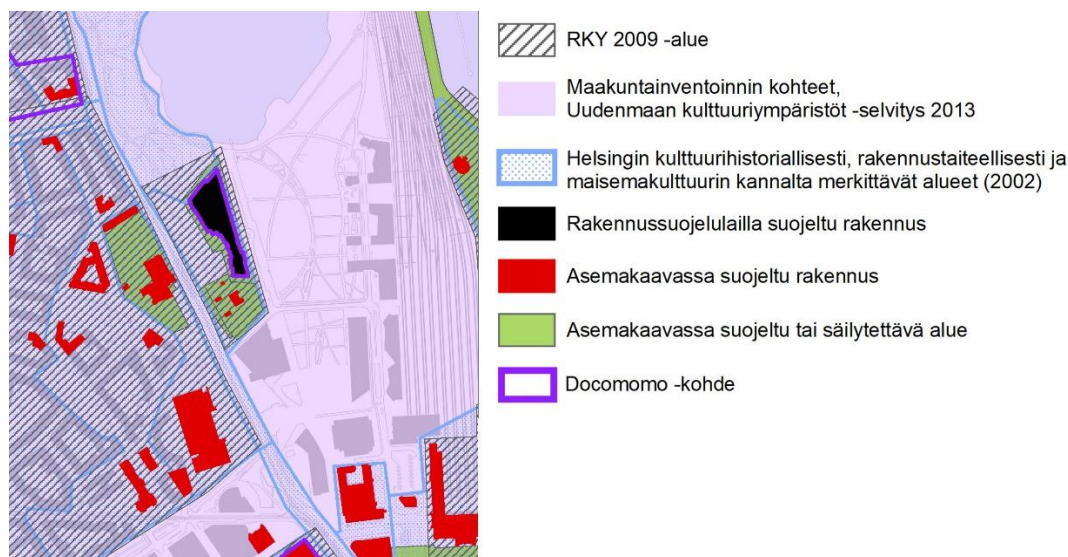 RKY 2009 -alue
Maakuntainventoinnin kohteet,
Uudenmaan kulttuuriympäristöt -selvitys 2013
Helsingin kulttuurihistoriallisesti, rakennustaiteellisesti ja
maisemakulttuurin kannalta merkittävät alueet (2002)
Rakennussuojelulailla suojeltu rakennus
Asemakaavassa suojeltu rakennus
Asemakaavassa suojeltu tai säilytettävä alue
Docomomo -kohde